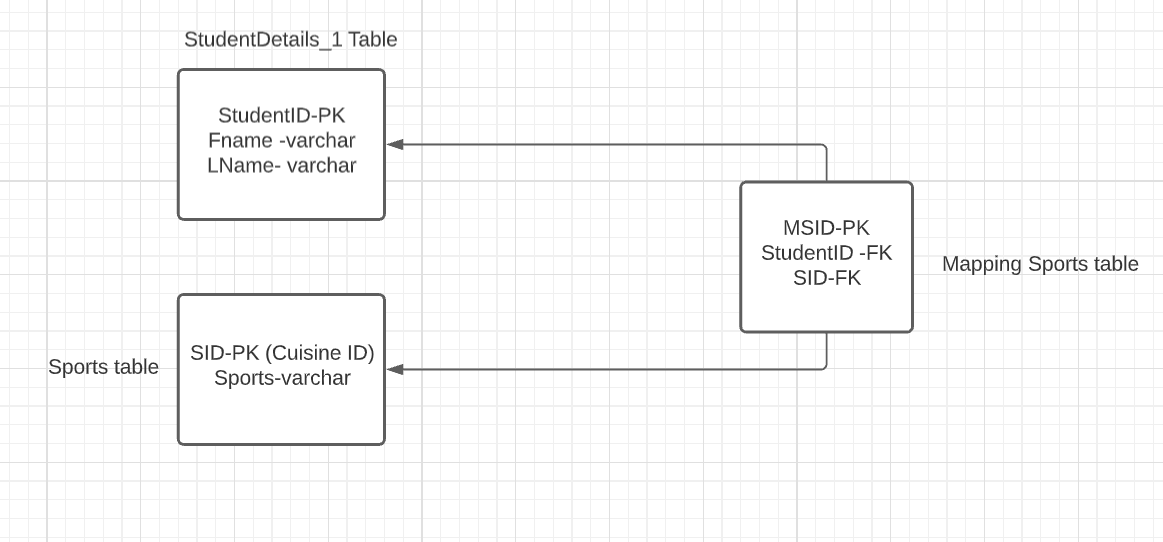 StudentDetails_1 Table
StudentID-PK
Fname -varchar
LName- varchar
MSID-PK
StudentID -FK
SID-FK
Mapping Sports table
Sports table
SID-PK (Cuisine ID)
Sports-varchar